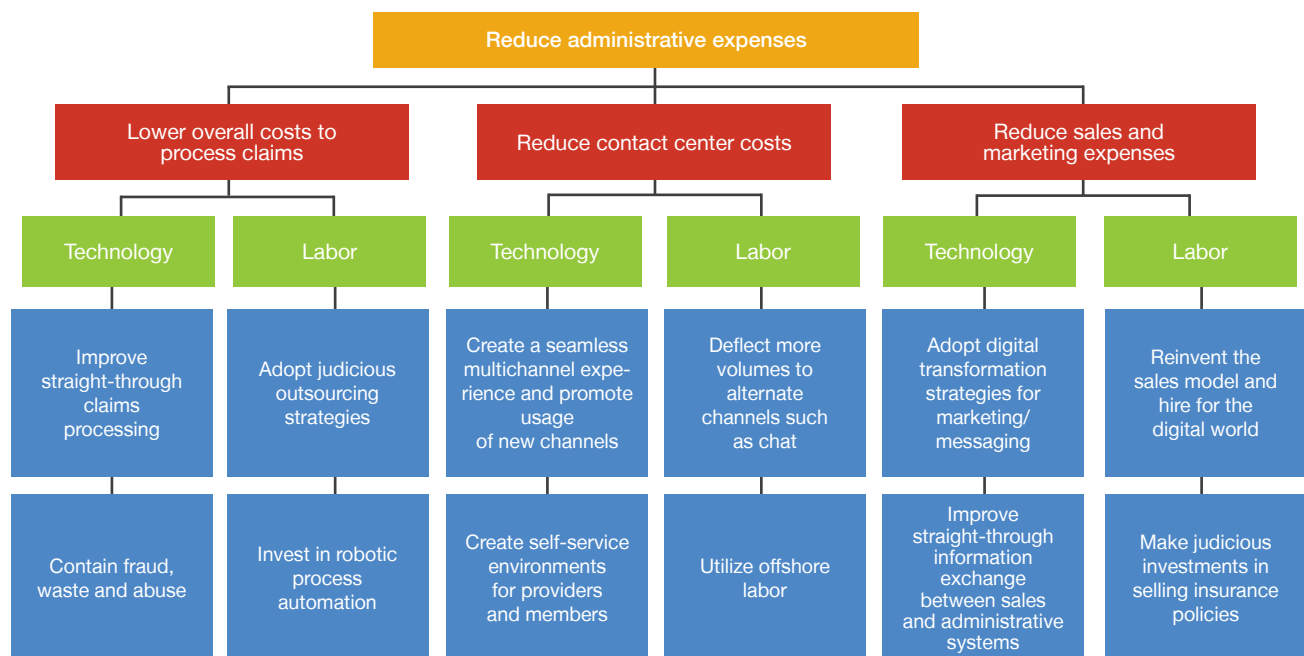 Reduce administrative expenses
Lower overall costs to
process claims
Reduce contact center costs
Reduce sales and
marketing expenses
Technology
Labor
Technology
Labor
Technology
Labor
Improve
straight-through
claims
processing
Adopt judicious
outsourcing
strategies
Create a seamless
multichannel expe-
rience and promote
usage
of new channels
Deflect more
volumes to
alternate
channels such
as chat
Adopt digital
transformation
strategies for
marketing/
messaging
Reinvent the
sales model and
hire for the
digital world
Contain fraud,
waste and abuse
Invest in robotic
process
automation
Create self-service
environments
for providers
and members
Utilize offshore
labor
Improve
straight-through
information
exchange
between sales
and administrative
systems
Make judicious
investments in
selling insurance
policies